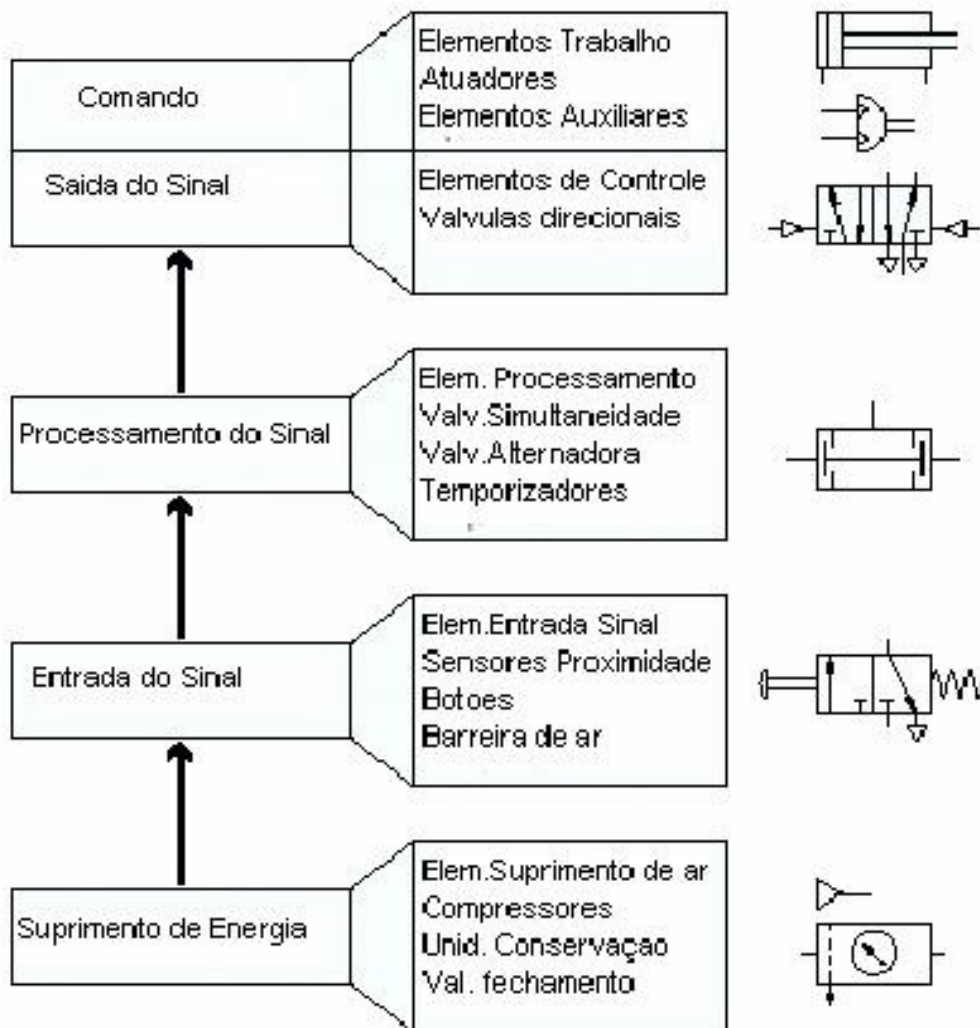 Comando
Elementos Trabalho
Atuadores
Elementos Auxiliares
Saida do Sinal
Elementos de Controle
Valvulas direcionais
Processamento do Sinal
Elem. Processamento
Valv.Simultaneidade
Valv.Alternadora
Temporizadores
Entrada do Sinal
Elem.Entrada Sinal
Sensores Proximidade
Botoes
Barreira de ar
Suprimento de Energia
Elem.Suprimento de ar
Compressores
Unid. Conservaçao
Val. fechamento